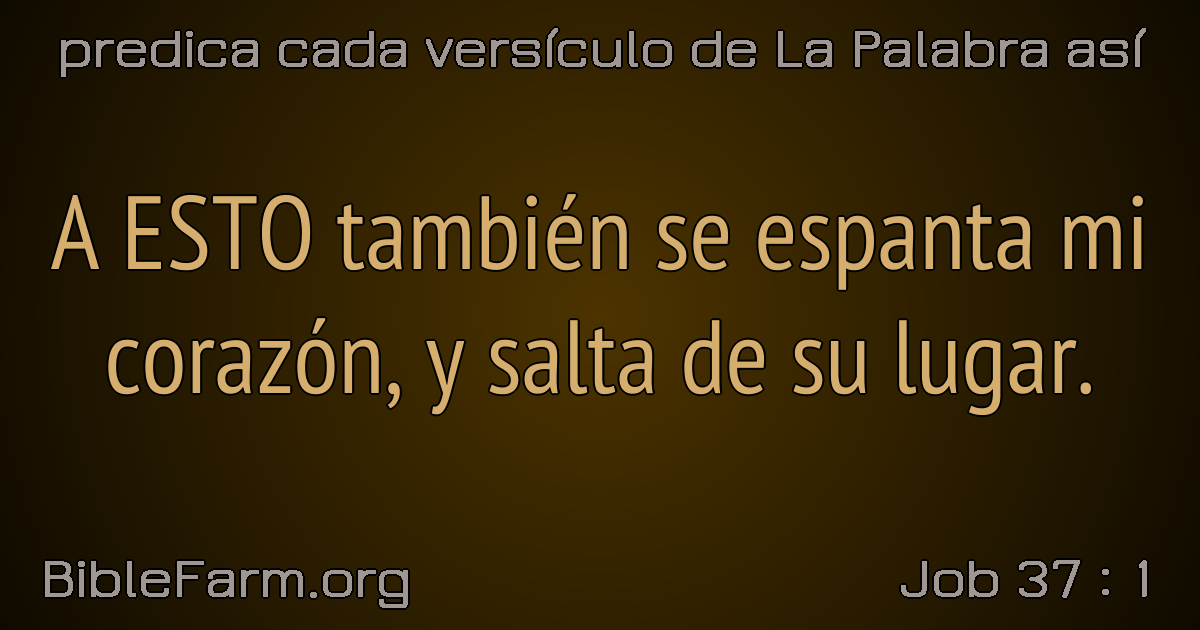 predica cada versículo de La Palabra así
A ESTO también se espanta mi
corazón, y salta de su lugar.
BibleFarm.org
Job 37 : 1